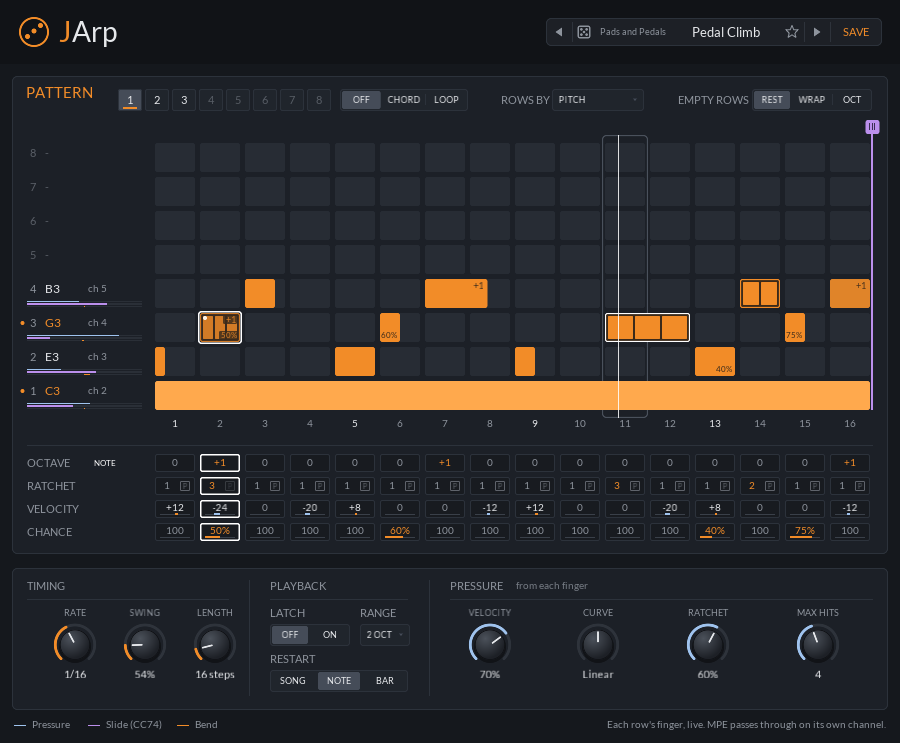 JArp
Pads and Pedals Pedal Climb SAVE
PATTERN 1 2 3 4 5 6 7 8 OFF CHORD LOOP ROWS BY PITCH EMPTY ROWS REST WRAP OCT
8 -
7 -
6 -
5 -
4 B3 ch 5 +1 +1
3 G3 ch 4 +1 50% 60% 75%
2 E3 ch 3 40%
1 C3 ch 2
1 2 3 4 5 6 7 8 9 10 11 12 13 14 15 16
OCTAVE NOTE 0 +1 0 0 0 0 +1 0 0 0 0 0 0 0 0 +1
RATCHET 1 P 3 P 1 P 1 P 1 P 1 P 1 P 1 P 1 P 1 P 3 P 1 P 1 P 2 P 1 P 1 P
VELOCITY +12 -24 0 -20 +8 0 0 -12 +12 0 0 -20 +8 0 0 -12
CHANCE 100 50% 100 100 100 60% 100 100 100 100 100 100 40% 100 75% 100
TIMING PLAYBACK PRESSURE from each finger
RATE SWING LENGTH LATCH RANGE VELOCITY CURVE RATCHET MAX HITS
OFF ON 2 OCT
RESTART
1/16 54% 16 steps SONG NOTE BAR 70% Linear 60% 4
Pressure Slide (CC74) Bend Each row's finger, live. MPE passes through on its own channel.